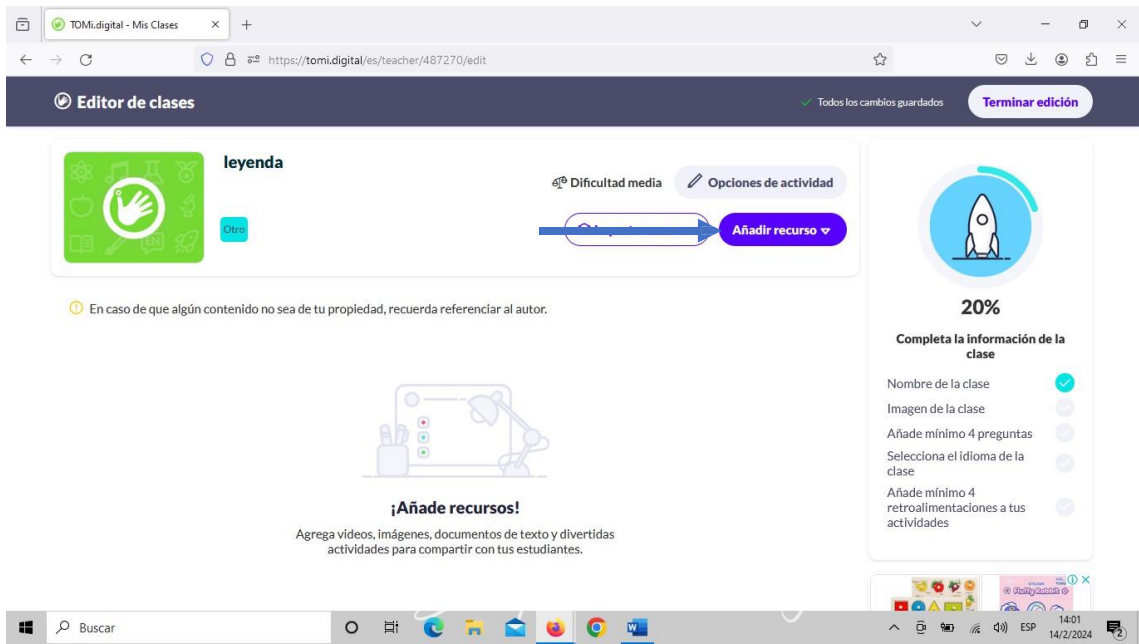 TOMi.digital - Mis Clases
https://tomi.digital/es/teacher/487270/edit
Editor de clases
Todos los cambios guardados
Terminar edición
leyenda
Dificultad media
Opciones de actividad
Otro
Añadir recurso
En caso de que algún contenido no sea de tu propiedad, recuerda referenciar al autor.
¡Añade recursos!
Agrega videos, imágenes, documentos de texto y divertidas
actividades para compartir con tus estudiantes.
20%
Completa la información de la
clase
Nombre de la clase
Imagen de la clase
Añade mínimo 4 preguntas
Selecciona el idioma de la
clase
Añade mínimo 4
retroalimentaciones a tus
actividades
Buscar
ESP
14:01
14/2/2024
2